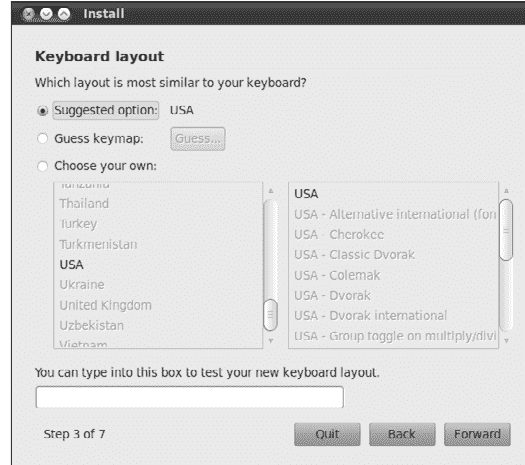 Install
Keyboard layout
Which layout is most similar to your keyboard?
Suggested option: USA
Guess keymap: Guess...
Choose your own:
Tanzania
Thailand
Turkey
Turkmenistan
USA
Ukraine
United Kingdom
Uzbekistan
Vietnam
USA
USA - Alternative international (fon
USA - Cherokee
USA - Classic Dvorak
USA - Colemak
USA - Dvorak
USA - Dvorak international
USA - Group toggle on multiply/divi
You can type into this box to test your new keyboard layout.
Step 3 of 7
Quit Back Forward